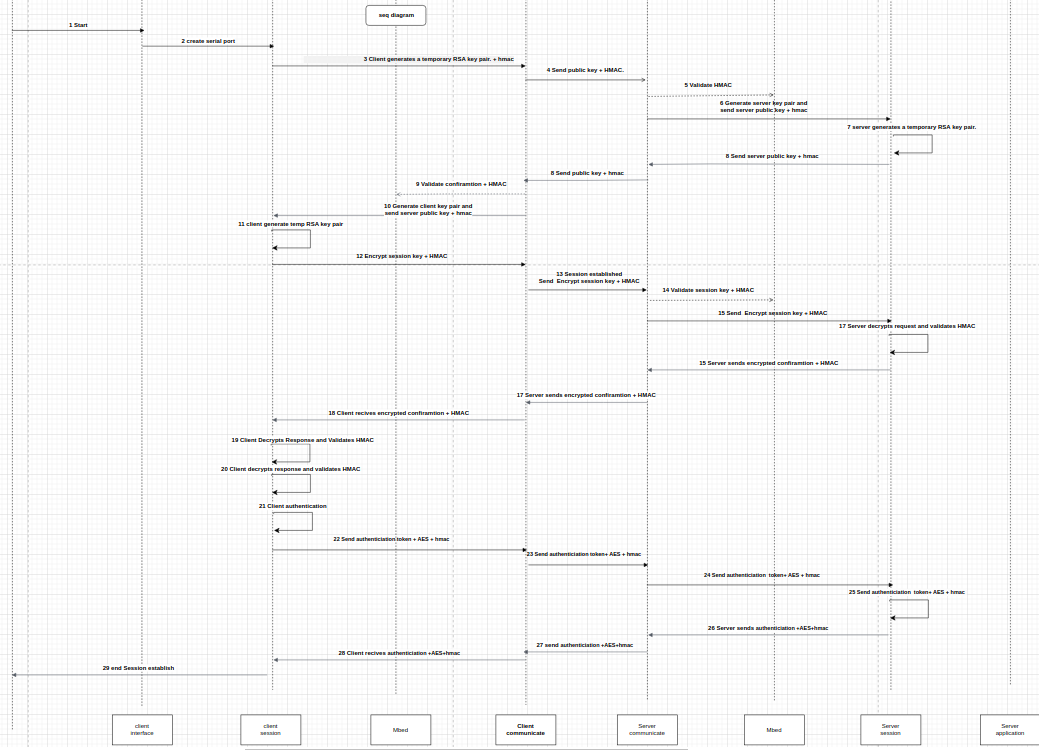 seq diagram
1 Start
2 create serial port
3 Client generates a temporary RSA key pair. + hmac
4 Send public key + HMAC.
5 Validate HMAC
6 Generate server key pair and
send server public key + hmac
7 server generates a temporary RSA key pair.
8 Send server public key + hmac
8 Send public key + hmac
9 Validate confiramtion + HMAC
10 Generate client key pair and
send server public key + hmac
11 client generate temp RSA key pair
12 Encrypt session key + HMAC
13 Session established
Send Encrypt session key + HMAC
14 Validate session key + HMAC
15 Send Encrypt session key + HMAC
17 Server decrypts request and validates HMAC
15 Server sends encrypted confiramtion + HMAC
17 Server sends encrypted confiramtion + HMAC
16 Client recives encrypted confiramtion + HMAC
19 Client Decrypts Response and Validates HMAC
20 Client decrypts response and validates HMAC
21 Client authentication
22 Send authenticiation token + AES + hmac
23 Send authenticiation token+ AES + hmac
24 Send authenticiation token+ AES + hmac
25 Send authenticiation token+ AES + hmac
26 Server sends authenticiation +AES+hmac
27 send authenticiation +AES+hmac
28 Client recives authenticiation +AES+hmac
29 end Session establish
client
interface
client
session
Mbed
Client
communicate
Server
communicate
Mbed
Server
session
Server
application